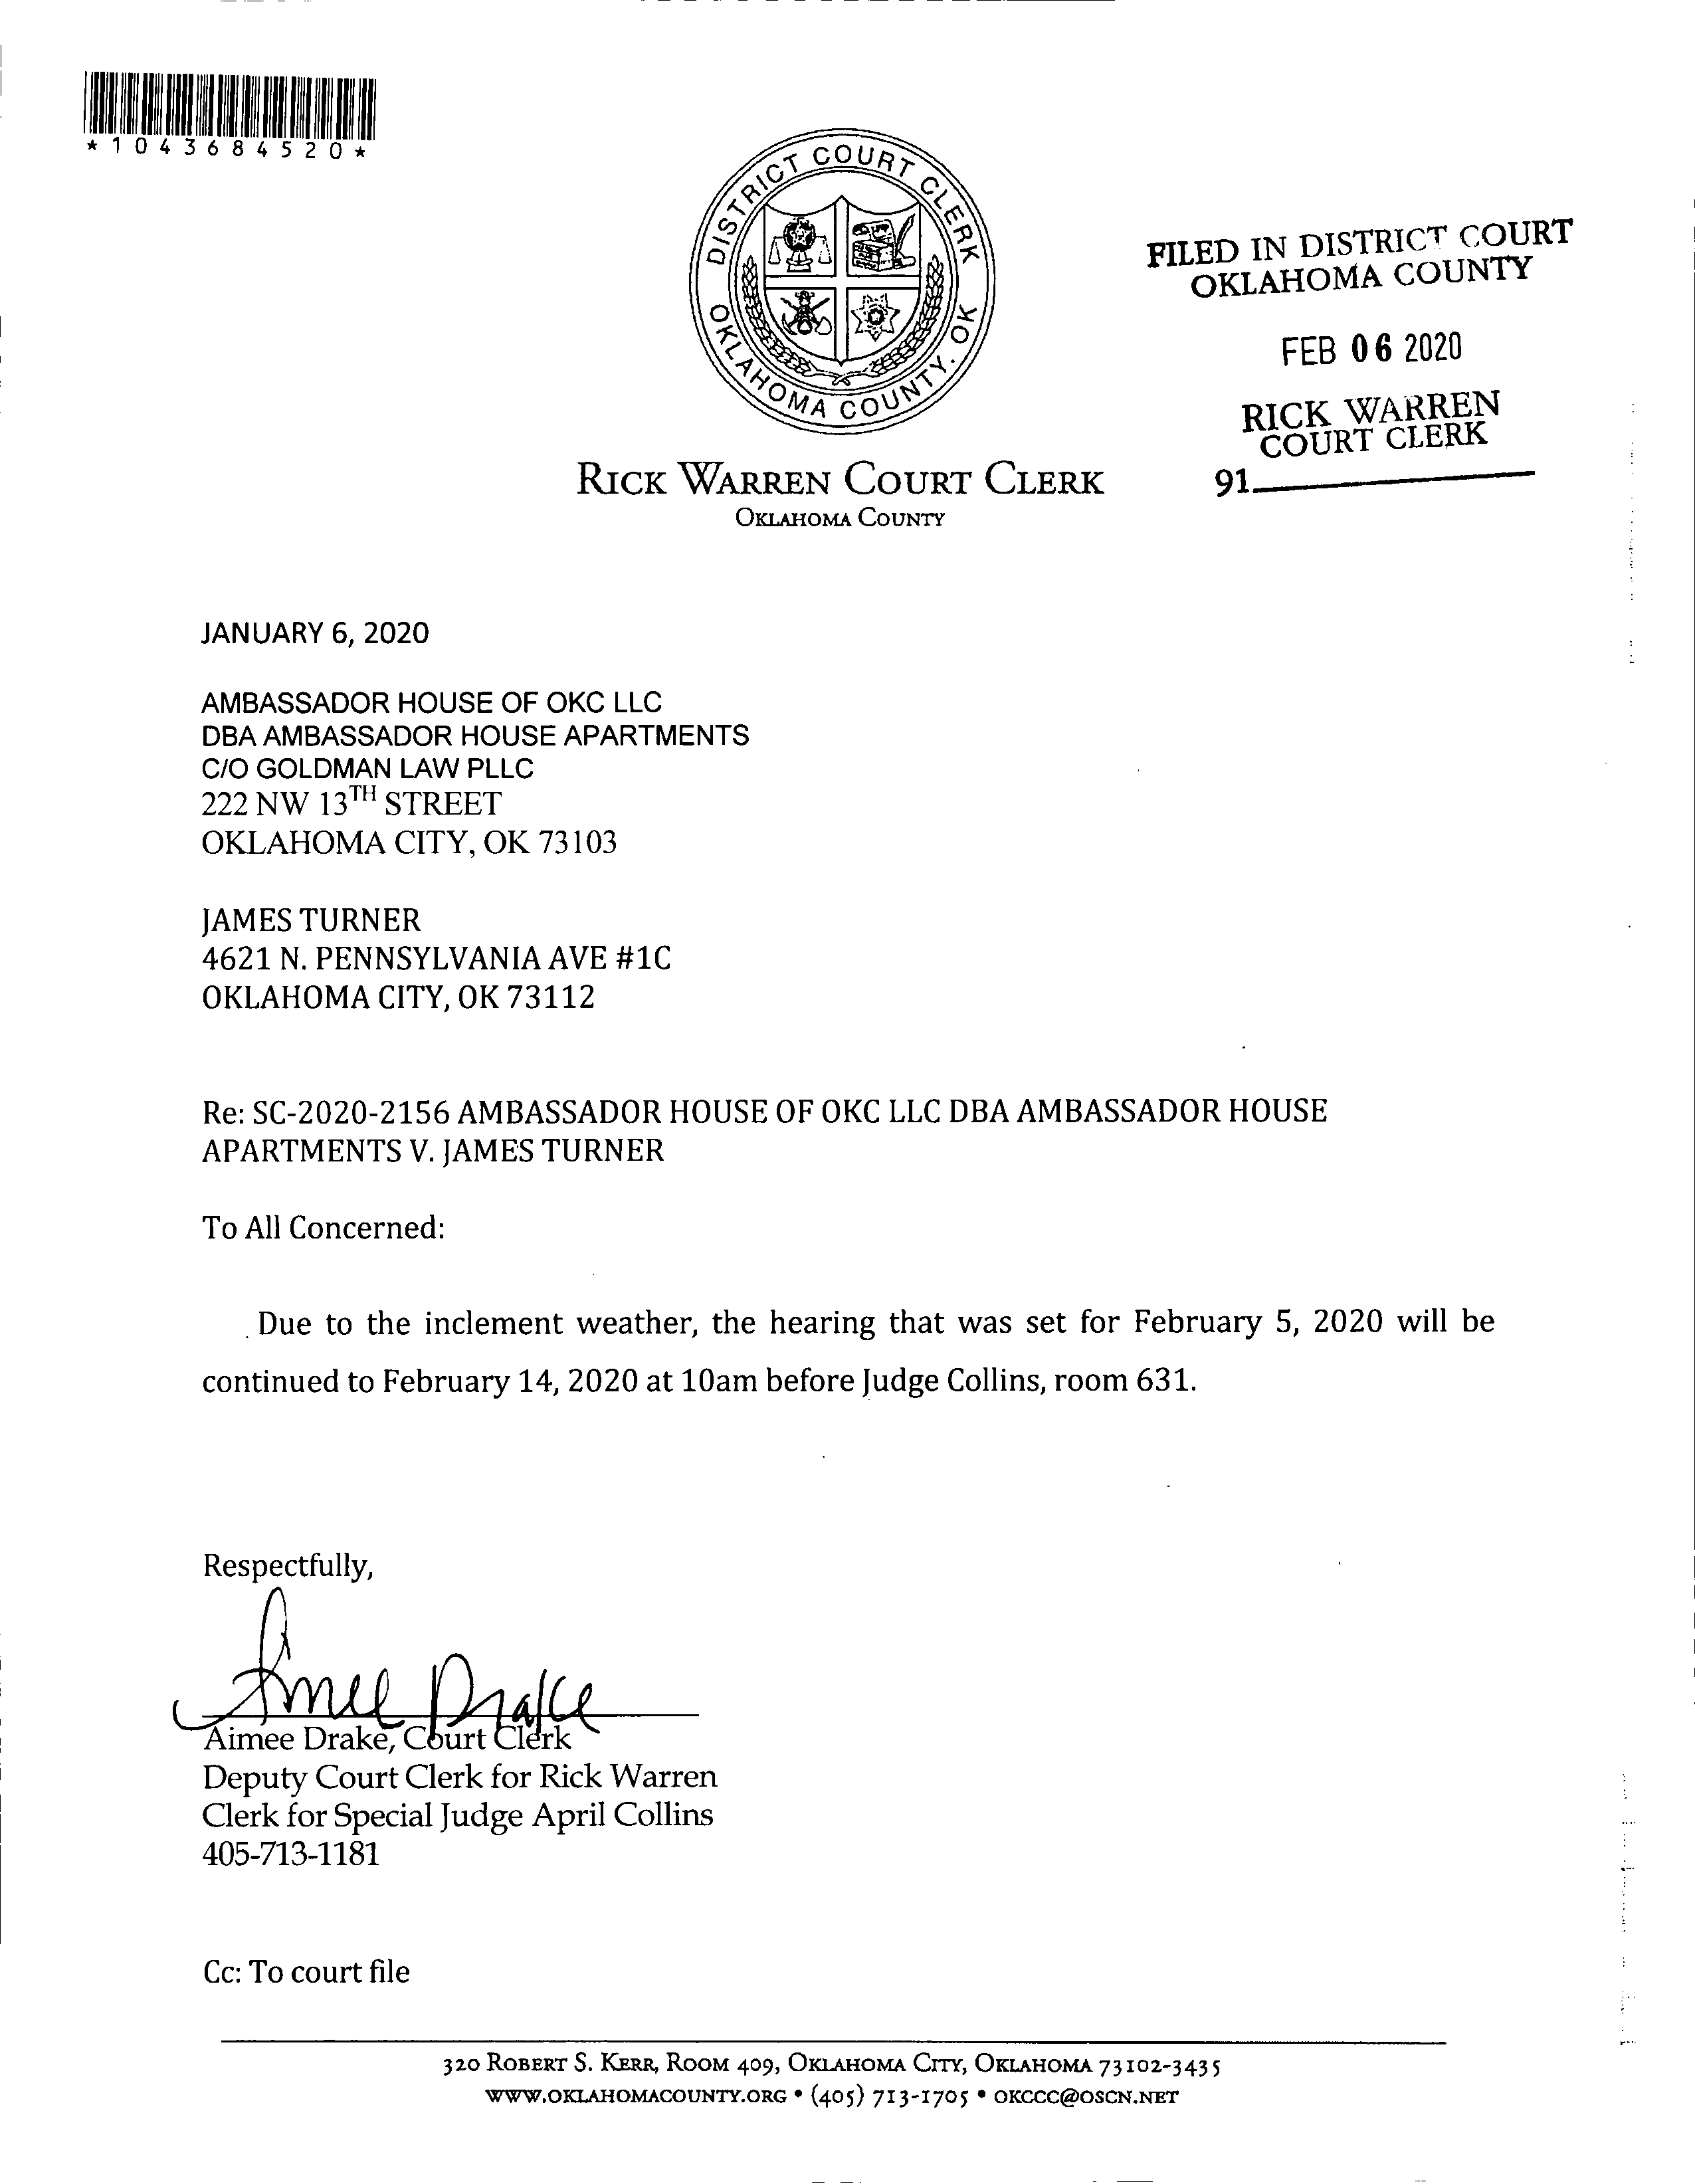 *1043684520*
DISTRICT COURT CLERK
OKLAHOMA COUNTY, OK
FILED IN DISTRICT COURT
OKLAHOMA COUNTY
FEB 06 2020
RICK WARREN
COURT CLERK
91
RICK WARREN COURT CLERK
OKLAHOMA COUNTY
JANUARY 6, 2020
AMBASSADOR HOUSE OF OKC LLC
DBA AMBASSADOR HOUSE APARTMENTS
C/O GOLDMAN LAW PLLC
222 NW 13TH STREET
OKLAHOMA CITY, OK 73103
JAMES TURNER
4621 N. PENNSYLVANIA AVE #1C
OKLAHOMA CITY, OK 73112
Re: SC-2020-2156 AMBASSADOR HOUSE OF OKC LLC DBA AMBASSADOR HOUSE
APARTMENTS V. JAMES TURNER
To All Concerned:
Due to the inclement weather, the hearing that was set for February 5, 2020 will be
continued to February 14, 2020 at 10am before Judge Collins, room 631.
Respectfully,
Aimee Drake
Aimee Drake, Court Clerk
Deputy Court Clerk for Rick Warren
Clerk for Special Judge April Collins
405-713-1181
Cc: To court file
320 ROBERT S. KERR, ROOM 409, OKLAHOMA CITY, OKLAHOMA 73102-3435
WWW.OKLAHOMACOUNTY.ORG • (405) 713-1705 • OKCCC@OSCN.NET